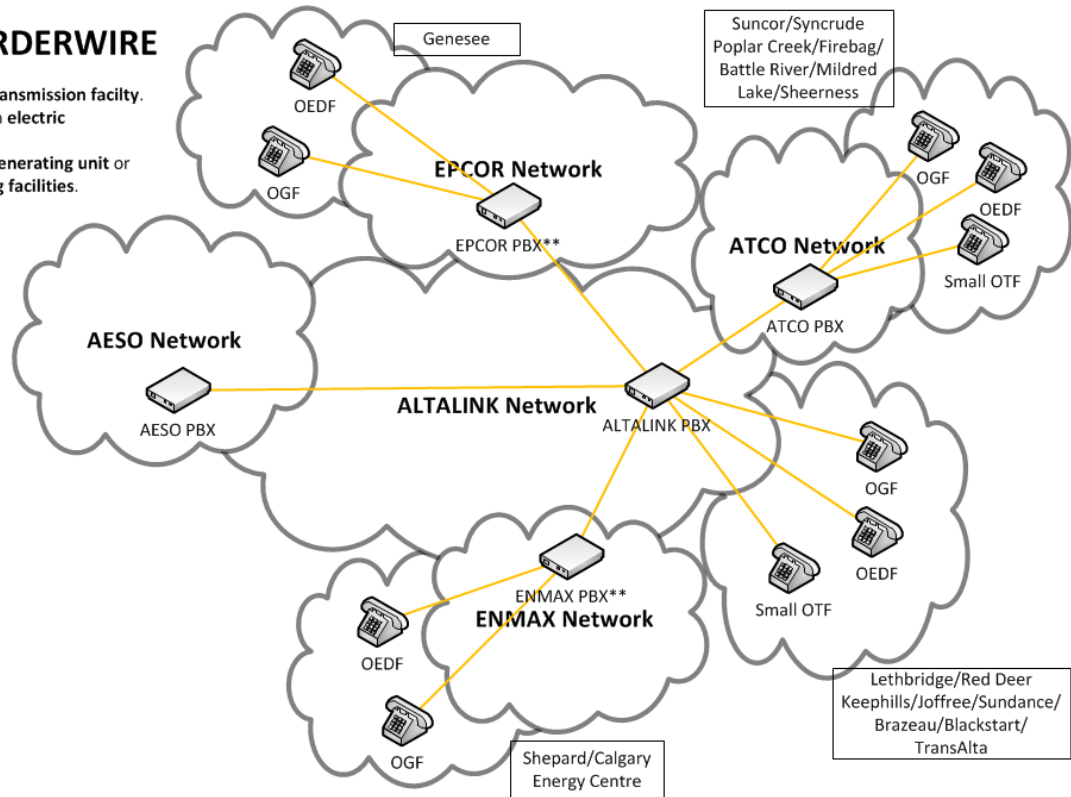 RDERWIRE
ansmission facilty.
electric
enerating unit or
g facilities.
Genesee
Suncor/Syncrude
Poplar Creek/Firebag/
Battle River/Mildred
Lake/Sheerness
OEDF
OGF
EPCOR Network
EPCOR PBX**
OGF
OEDF
Small OTF
ATCO Network
ATCO PBX
AESO Network
AESO PBX
ALTALINK Network
ALTALINK PBX
OGF
OEDF
Small OTF
ENMAX PBX**
ENMAX Network
OEDF
OGF
Lethbridge/Red Deer
Keephills/Joffree/Sundance/
Brazeau/Blackstart/
TransAlta
Shepard/Calgary
Energy Centre